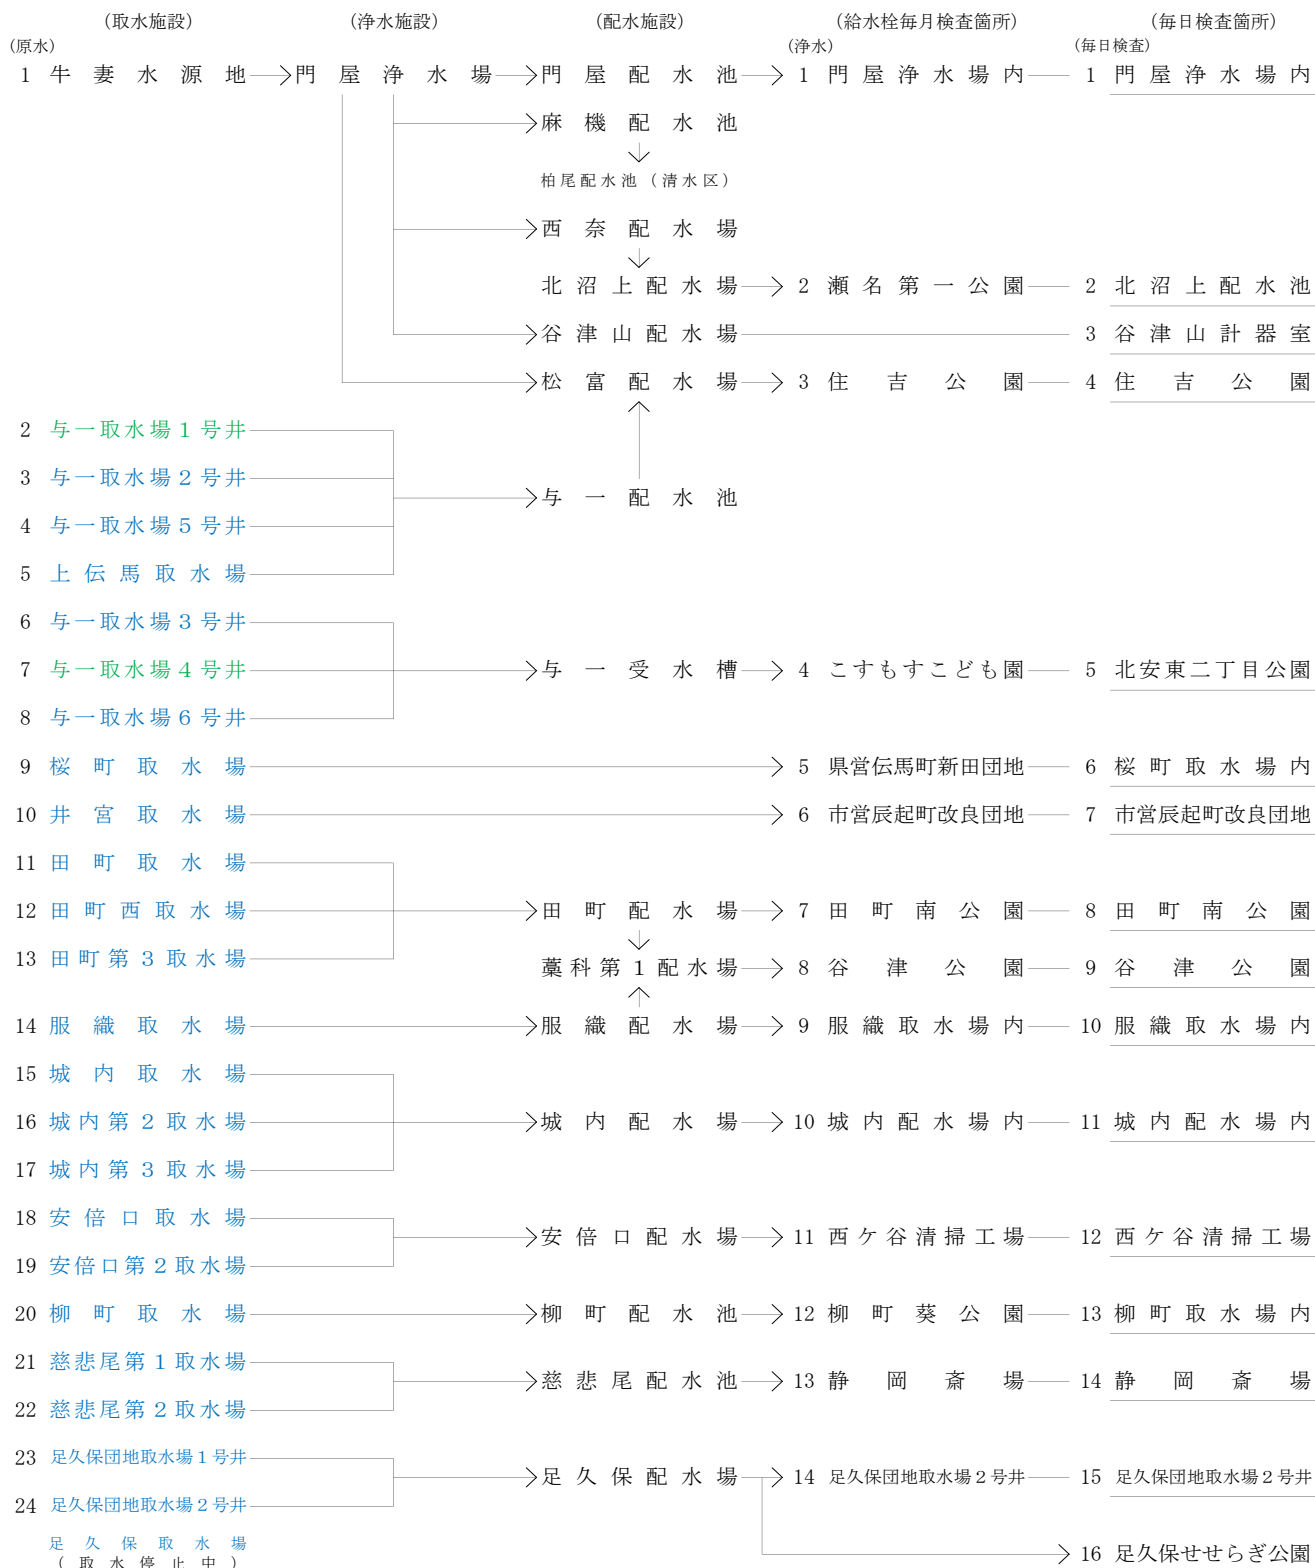 （取水施設） （浄水施設） （配水施設） （給水栓毎月検査箇所） （毎日検査箇所）
（原水） （浄水） （毎日検査）
1 牛妻水源地 門屋浄水場 門屋配水池 1 門屋浄水場内 1 門屋浄水場内
麻機配水池
柏尾配水池（清水区）
西奈配水場
北沼上配水場 2 瀬名第一公園 2 北沼上配水池
谷津山配水場 3 谷津山計器室
松富配水場 3 住吉公園 4 住吉公園
2 与一取水場1号井
3 与一取水場2号井
与一配水池
4 与一取水場5号井
5 上伝馬取水場
6 与一取水場3号井
7 与一取水場4号井 与一受水槽 4 こすもすこども園 5 北安東二丁目公園
8 与一取水場6号井
9 桜町取水場 5 県営伝馬町新田団地 6 桜町取水場内
10 井宮取水場 6 市営辰起町改良団地 7 市営辰起町改良団地
11 田町取水場
12 田町西取水場 田町配水場 7 田町南公園 8 田町南公園
13 田町第3取水場 藁科第1配水場 8 谷津公園 9 谷津公園
14 服織取水場 服織配水場 9 服織取水場内 10 服織取水場内
15 城内取水場
16 城内第2取水場 城内配水場 10 城内配水場内 11 城内配水場内
17 城内第3取水場
18 安倍口取水場
安倍口配水場 11 西ケ谷清掃工場 12 西ケ谷清掃工場
19 安倍口第2取水場
20 柳町取水場 柳町配水池 12 柳町葵公園 13 柳町取水場内
21 慈悲尾第1取水場
慈悲尾配水池 13 静岡斎場 14 静岡斎場
22 慈悲尾第2取水場
23 足久保団地取水場1号井
足久保配水場 14 足久保団地取水場2号井 15 足久保団地取水場2号井
24 足久保団地取水場2号井
足久保取水場
（取水停止中） 16 足久保せせらぎ公園